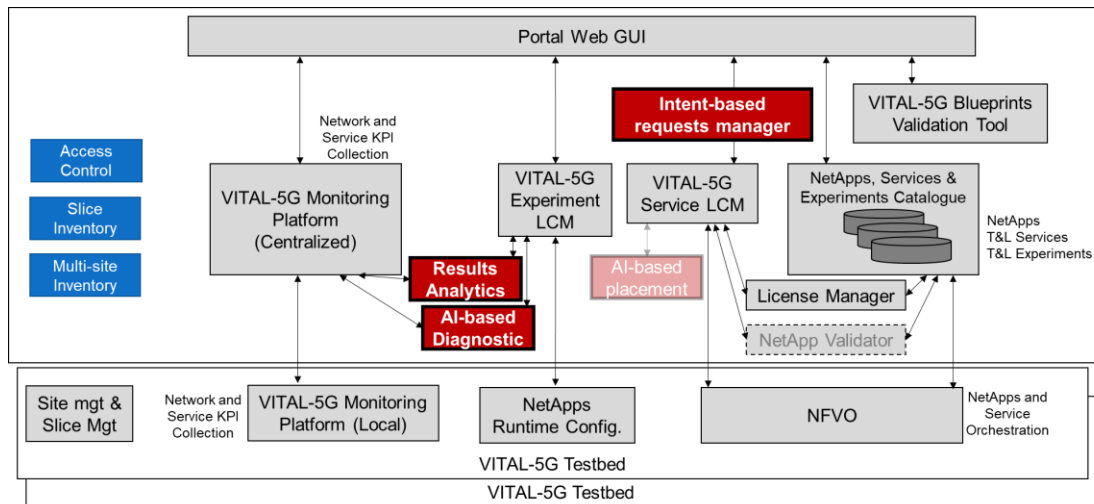 Portal Web GUI
Intent-based
requests manager
VITAL-5G Blueprints
Validation Tool
Network and
Service KPI
Collection
Access
Control
Slice
Inventory
Multi-site
Inventory
VITAL-5G Monitoring
Platform
(Centralized)
VITAL-5G
Experiment
LCM
VITAL-5G
Service LCM
NetApps, Services &
Experiments Catalogue
NetApps
T&L Services
T&L Experiments
Results
Analytics
AI-based
Diagnostic
AI-based
placement
License Manager
NetApp Validator
Site mgt &
Slice Mgt
Network and
Service KPI
Collection
VITAL-5G Monitoring
Platform (Local)
NetApps
Runtime Config.
NFVO
NetApps and
Service
Orchestration
VITAL-5G Testbed
VITAL-5G Testbed